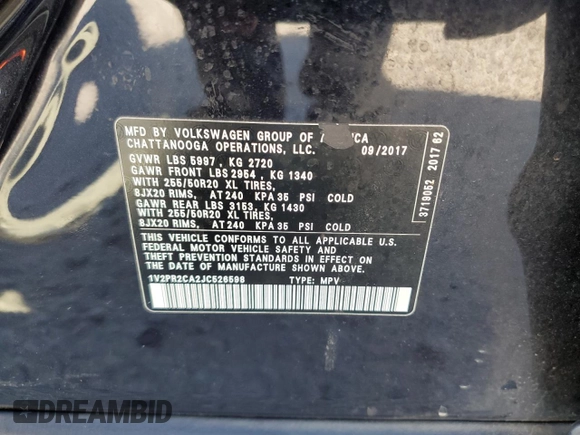 MFD BY VOLKSWAGEN GROUP OF CA
CHATTANOOGA OPERATIONS, LLC. 09/2017
GVWR LBS 5997 , KG 2720
GAWR FRONT LBS 2954 , KG 1340
WITH 255/50R20 XL TIRES,
8JX20 RIMS, AT 240 KPA 35 PSI COLD
GAWR REAR LBS 3153, KG 1430
WITH 255/50R20 XL TIRES,
8JX20 RIMS, AT 240 KPA 35 PSI COLD
THIS VEHICLE CONFORMS TO ALL APPLICABLE U.S.
FEDERAL MOTOR VEHICLE SAFETY AND
THEFT PREVENTION STANDARDS IN EFFECT ON
THE DATE OF MANUFACTURE SHOWN ABOVE.
1V2PR2CA2JC526596 TYPE: MPV
3719052 2017 62
DREAMBID